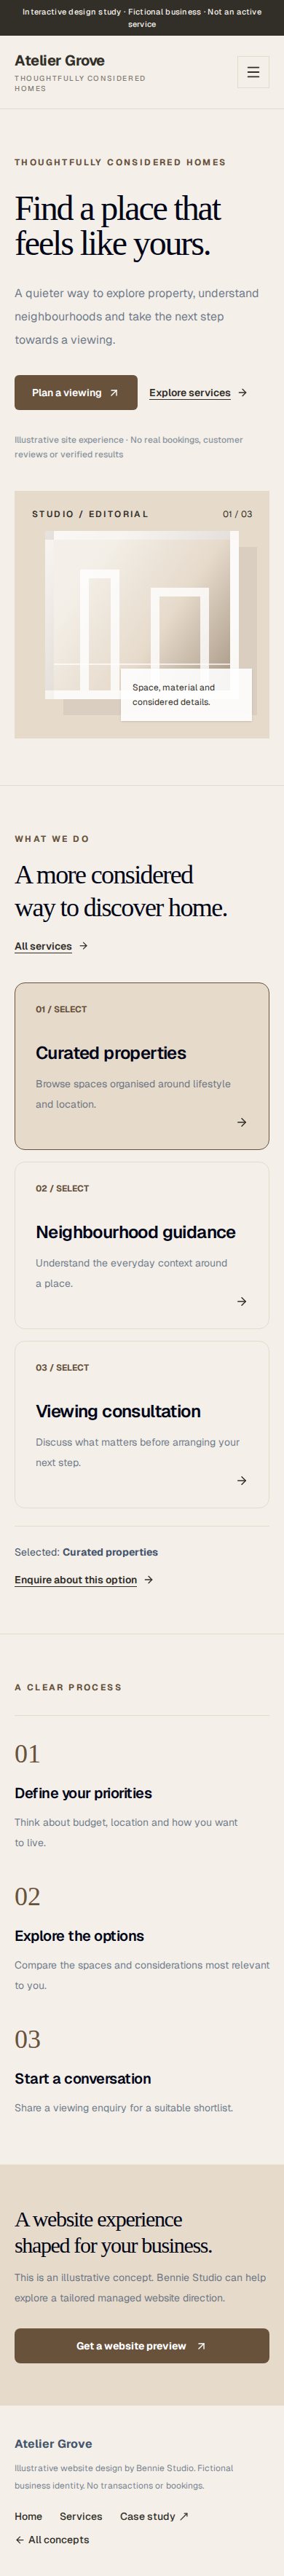 Interactive design study · Fictional business · Not an active
service
Atelier Grove
THOUGHTFULLY CONSIDERED
HOMES
THOUGHTFULLY CONSIDERED HOMES
Find a place that
feels like yours.
A quieter way to explore property, understand
neighbourhoods and take the next step
towards a viewing.
Plan a viewing ↗ Explore services →
Illustrative site experience · No real bookings, customer
reviews or verified results
STUDIO / EDITORIAL 01 / 03
Space, material and
considered details.
WHAT WE DO
A more considered
way to discover home.
All services →
01 / SELECT
Curated properties
Browse spaces organised around lifestyle
and location.
→
02 / SELECT
Neighbourhood guidance
Understand the everyday context around
a place.
→
03 / SELECT
Viewing consultation
Discuss what matters before arranging your
next step.
→
Selected: Curated properties
Enquire about this option →
A CLEAR PROCESS
01
Define your priorities
Think about budget, location and how you want
to live.
02
Explore the options
Compare the spaces and considerations most relevant
to you.
03
Start a conversation
Share a viewing enquiry for a suitable shortlist.
A website experience
shaped for your business.
This is an illustrative concept. Bennie Studio can help
explore a tailored managed website direction.
Get a website preview ↗
Atelier Grove
Illustrative website design by Bennie Studio. Fictional
business identity. No transactions or bookings.
Home Services Case study ↗
← All concepts